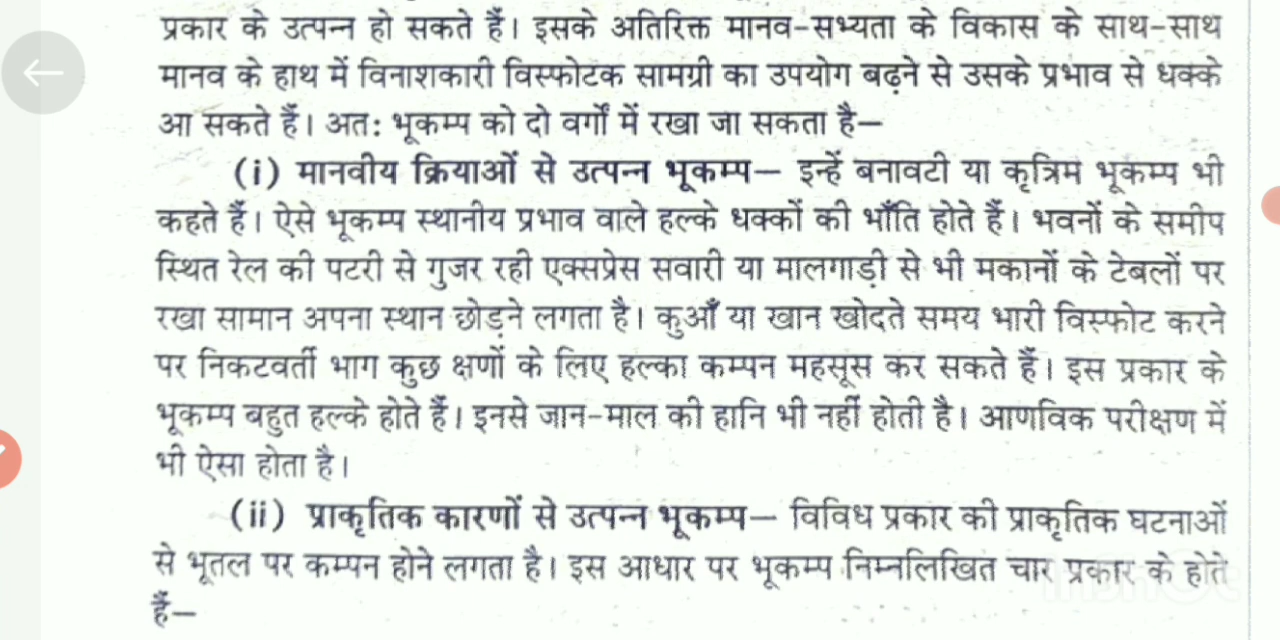 प्रकार के उत्पन्न हो सकते हैं। इसके अतिरिक्त मानव-सभ्यता के विकास के साथ-साथ
मानव के हाथ में विनाशकारी विस्फोटक सामग्री का उपयोग बढ़ने से उसके प्रभाव से धक्के
आ सकते हैं। अतः भूकम्प को दो वर्गों में रखा जा सकता है—
(i) मानवीय क्रियाओं से उत्पन्न भूकम्प— इन्हें बनावटी या कृत्रिम भूकम्प भी
कहते हैं। ऐसे भूकम्प स्थानीय प्रभाव वाले हल्के धक्कों की भाँति होते हैं। भवनों के समीप
स्थित रेल की पटरी से गुजर रही एक्सप्रेस सवारी या मालगाड़ी से भी मकानों के टेबलों पर
रखा सामान अपना स्थान छोड़ने लगता है। कुआँ या खान खोदते समय भारी विस्फोट करने
पर निकटवर्ती भाग कुछ क्षणों के लिए हल्का कम्पन महसूस कर सकते हैं। इस प्रकार के
भूकम्प बहुत हल्के होते हैं। इनसे जान-माल की हानि भी नहीं होती है। आणविक परीक्षण में
भी ऐसा होता है।
(ii) प्राकृतिक कारणों से उत्पन्न भूकम्प— विविध प्रकार की प्राकृतिक घटनाओं
से भूतल पर कम्पन होने लगता है। इस आधार पर भूकम्प निम्नलिखित चार प्रकार के होते
हैं—